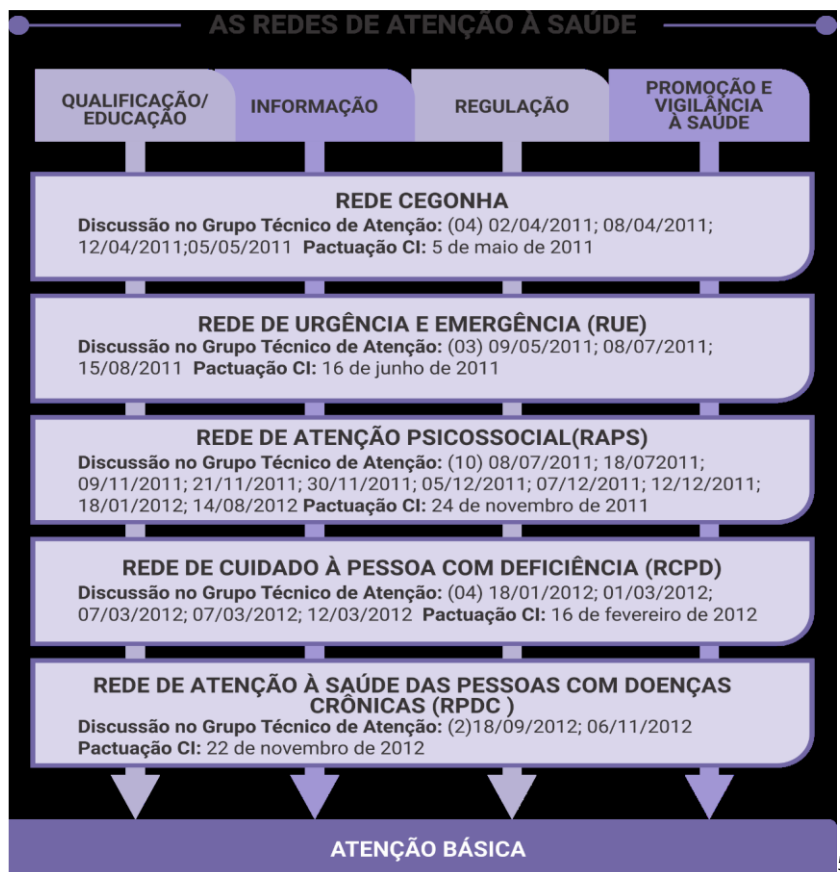 AS REDES DE ATENÇÃO À SAÚDE
QUALIFICAÇÃO/
EDUCAÇÃO
INFORMAÇÃO
REGULAÇÃO
PROMOÇÃO E
VIGILÂNCIA
À SAÚDE
REDE CEGONHA
Discussão no Grupo Técnico de Atenção: (04) 02/04/2011; 08/04/2011;
12/04/2011;05/05/2011 Pactuação CI: 5 de maio de 2011
REDE DE URGÊNCIA E EMERGÊNCIA (RUE)
Discussão no Grupo Técnico de Atenção: (03) 09/05/2011; 08/07/2011;
15/08/2011 Pactuação CI: 16 de junho de 2011
REDE DE ATENÇÃO PSICOSSOCIAL(RAPS)
Discussão no Grupo Técnico de Atenção: (10) 08/07/2011; 18/072011;
09/11/2011; 21/11/2011; 30/11/2011; 05/12/2011; 07/12/2011; 12/12/2011;
18/01/2012; 14/08/2012 Pactuação CI: 24 de novembro de 2011
REDE DE CUIDADO À PESSOA COM DEFICIÊNCIA (RCPD)
Discussão no Grupo Técnico de Atenção: (04) 18/01/2012; 01/03/2012;
07/03/2012; 07/03/2012; 12/03/2012 Pactuação CI: 16 de fevereiro de 2012
REDE DE ATENÇÃO À SAÚDE DAS PESSOAS COM DOENÇAS
CRÔNICAS (RPDC )
Discussão no Grupo Técnico de Atenção: (2)18/09/2012; 06/11/2012
Pactuação CI: 22 de novembro de 2012
ATENÇÃO BÁSICA